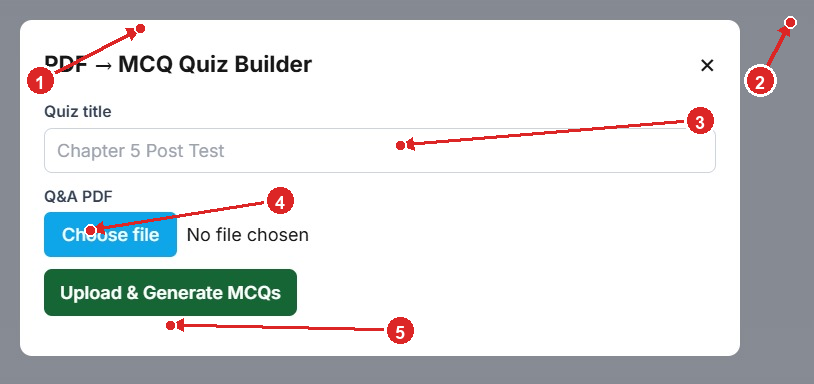 PDF → MCQ Quiz Builder ×
1
2
Quiz title
3
Chapter 5 Post Test
Q&A PDF
4
Choose file No file chosen
Upload & Generate MCQs
5